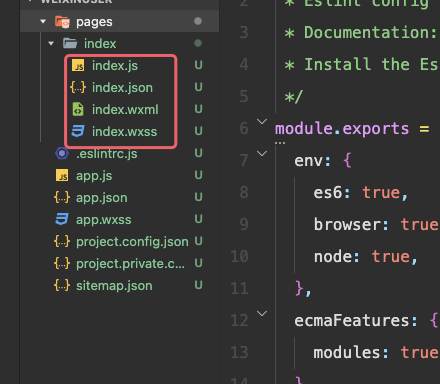 WEIXINUSER
pages
index
JS index.js U
{..} index.json U
index.wxml U
index.wxss U
.eslintrc.js U
JS app.js U
{..} app.json U
app.wxss U
{..} project.config.json U
{..} project.private.c... U
{..} sitemap.json U
2 * Eslint config
3 * Documentation:
4 * Install the Es
5 */
6 module.exports =
7 env: {
8 es6: true,
9 browser: true
10 node: true,
11 },
12 ecmaFeatures: {
13 modules: true